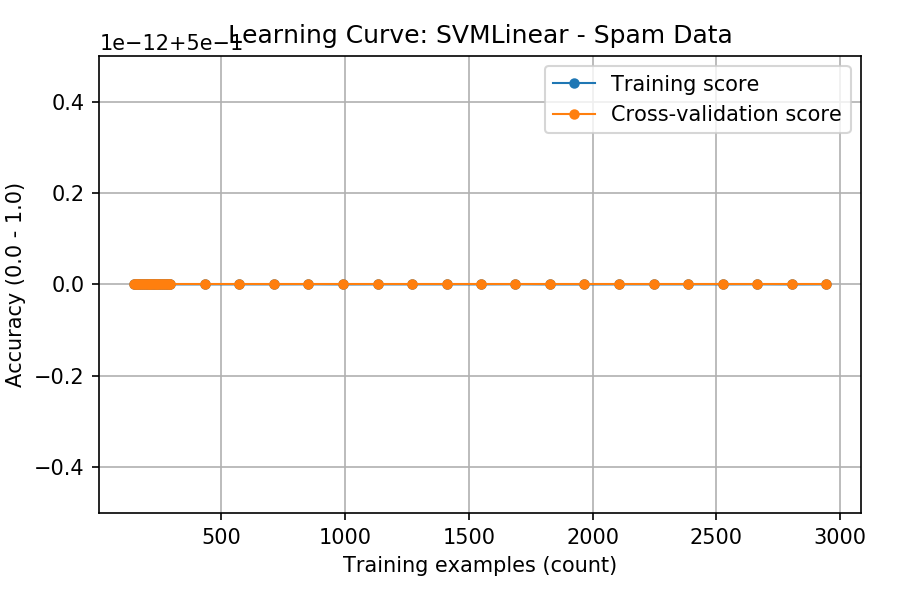 Learning Curve: SVMLinear - Spam Data
1e−12+5e−1
Training score
Cross-validation score
0.4
0.2
0.0
−0.2
−0.4
Accuracy (0.0 - 1.0)
500 1000 1500 2000 2500 3000
Training examples (count)